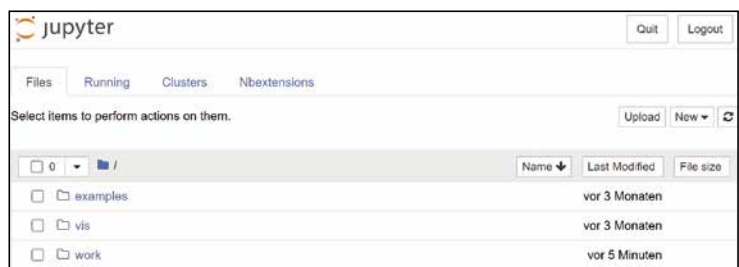 jupyter Quit Logout
Files Running Clusters Nbextensions
Select items to perform actions on them. Upload New
0 / Name Last Modified File size
examples vor 3 Monaten
vis vor 3 Monaten
work vor 5 Minuten